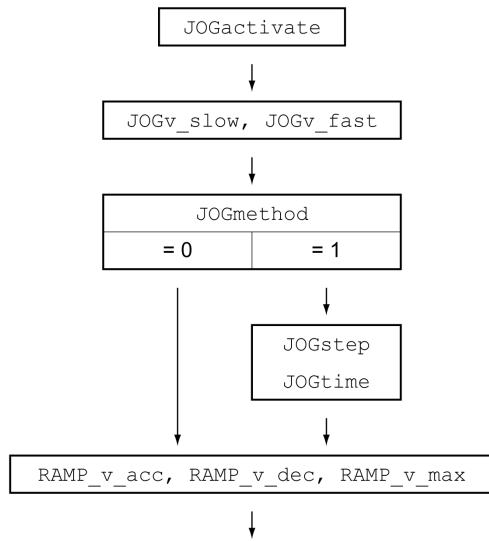 JOGactivate
JOGv_slow, JOGv_fast
JOGmethod
= 0 = 1
JOGstep
JOGtime
RAMP_v_acc, RAMP_v_dec, RAMP_v_max